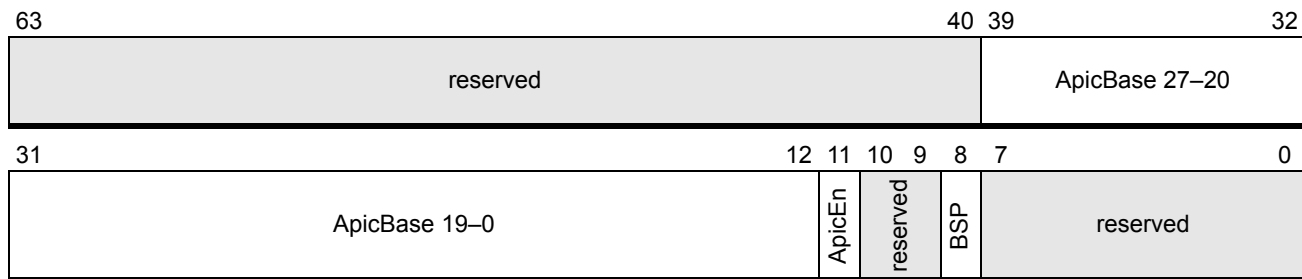 63 40 39 32
reserved ApicBase 27–20
31 12 11 10 9 8 7 0
ApicBase 19–0 ApicEn reserved BSP reserved